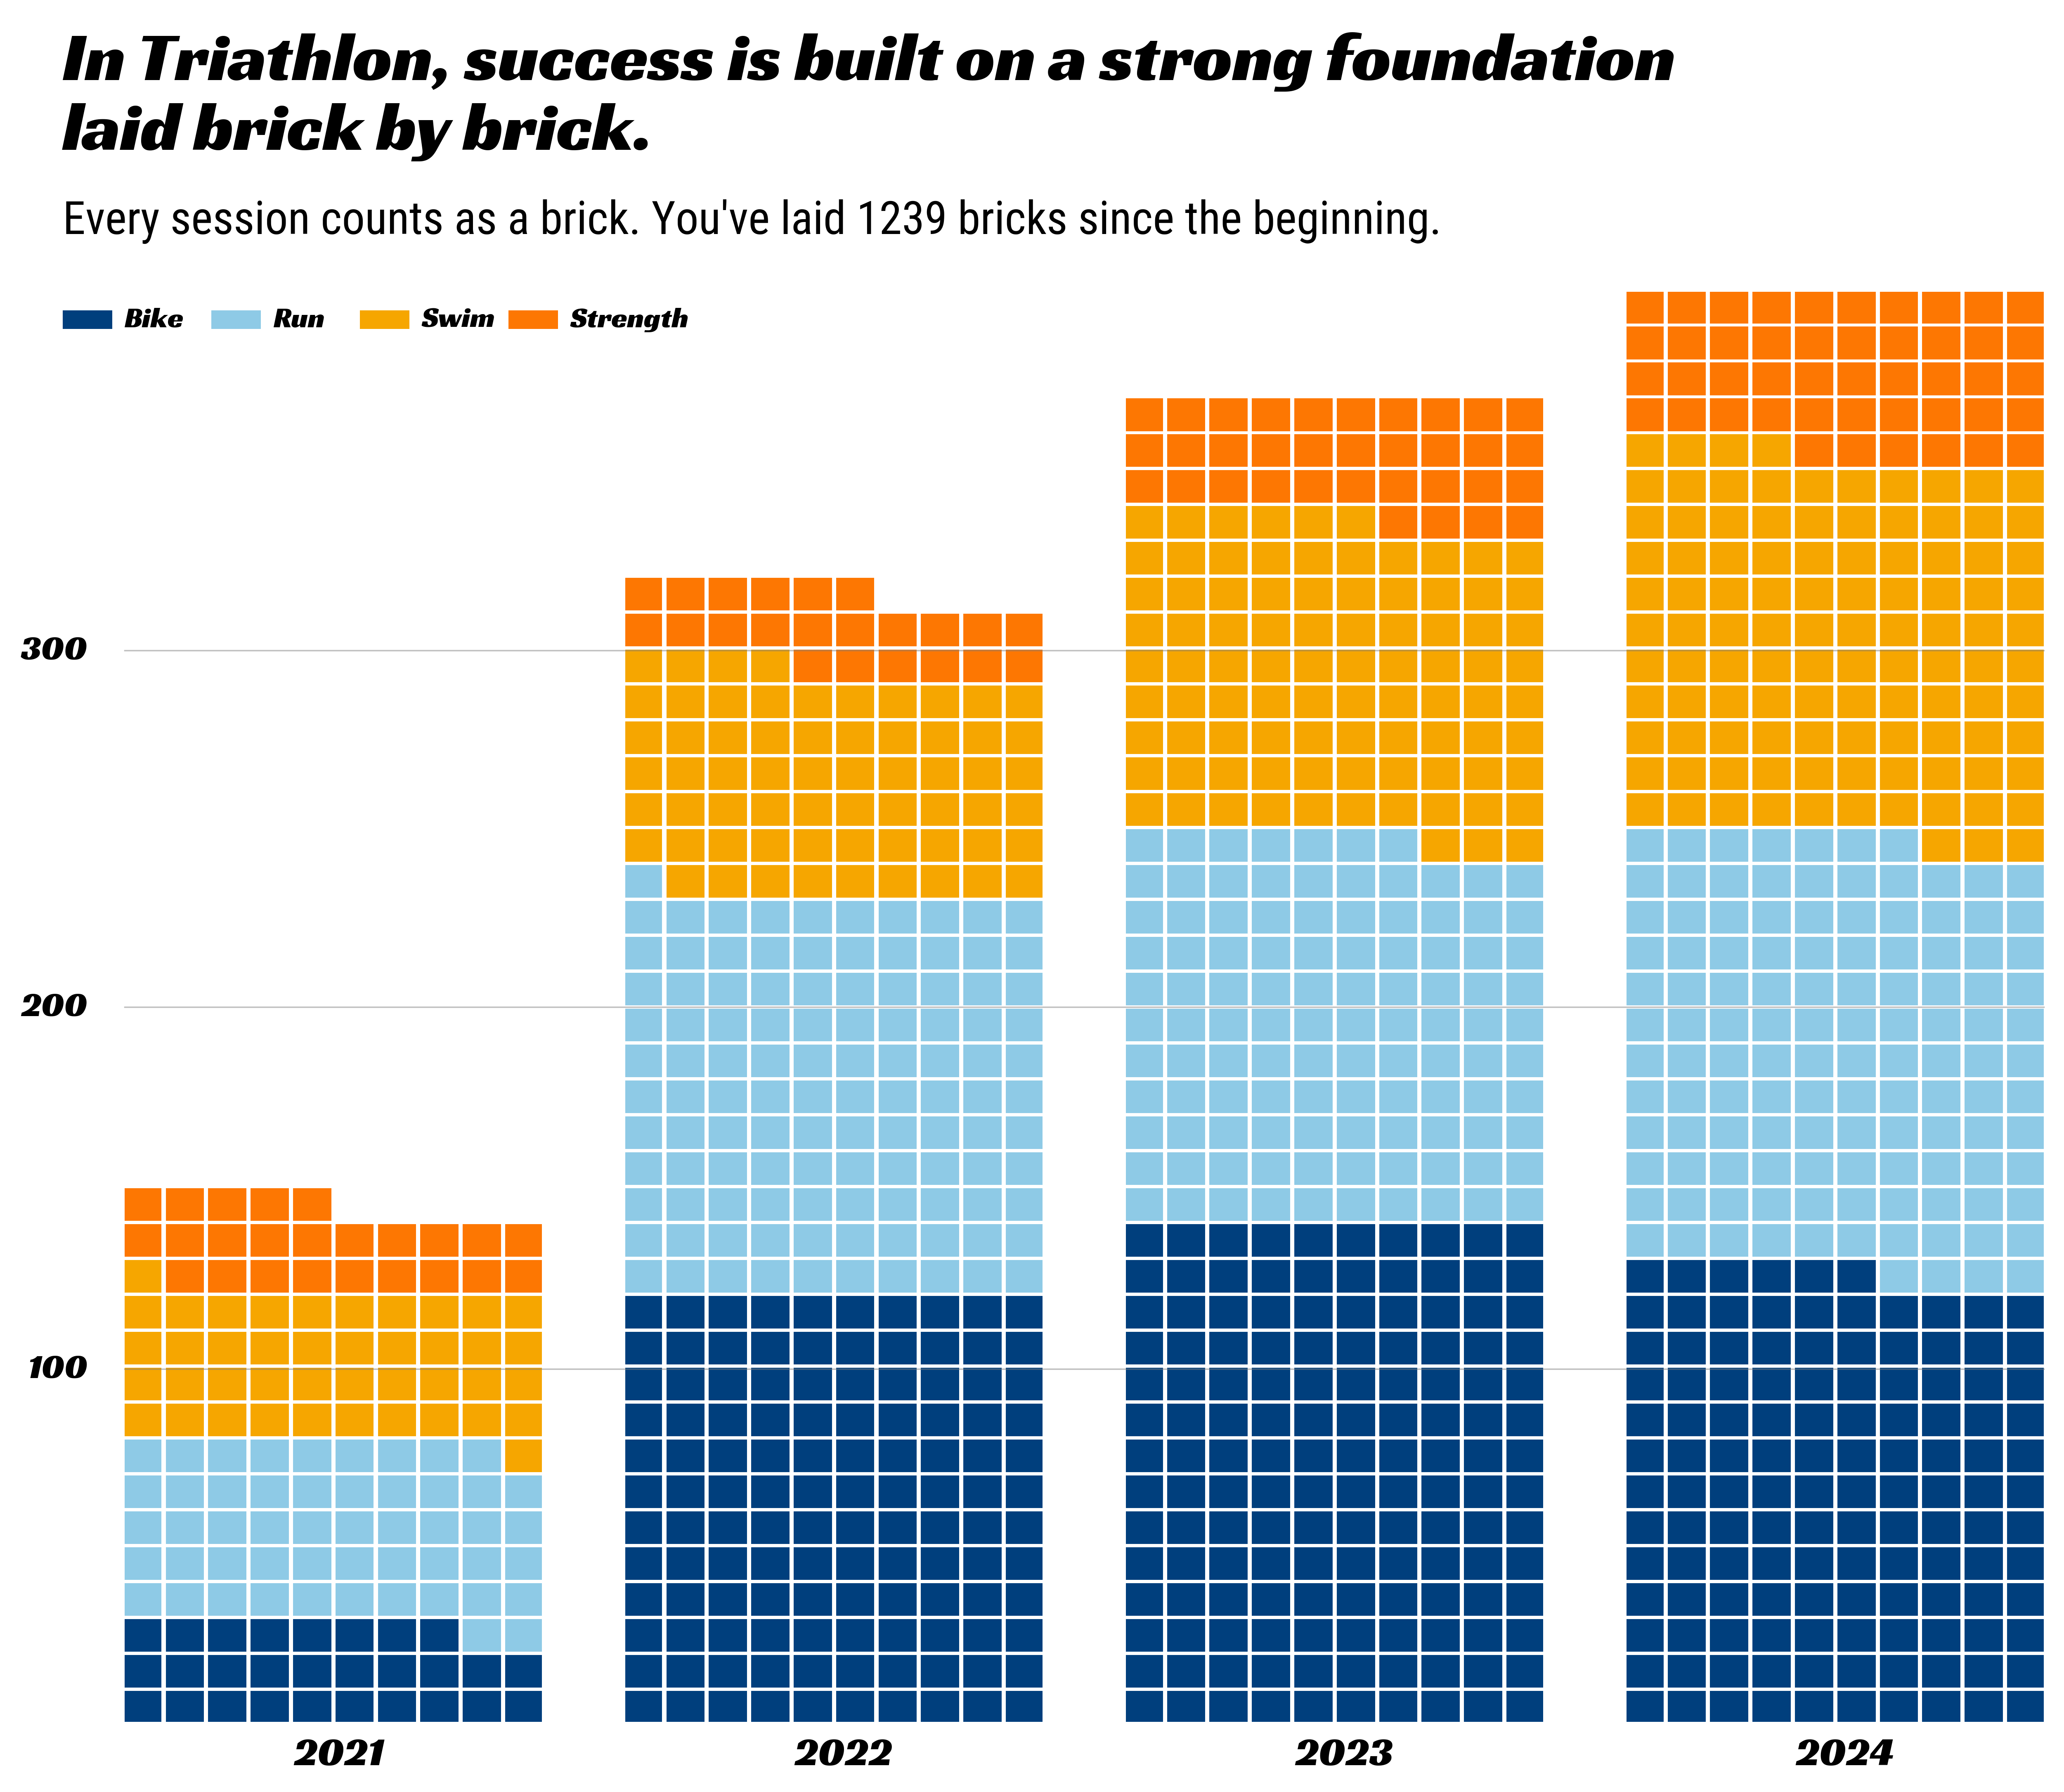 In Triathlon, success is built on a strong foundation
laid brick by brick.
Every session counts as a brick. You've laid 1239 bricks since the beginning.
Bike Run Swim Strength
300
200
100
2021 2022 2023 2024